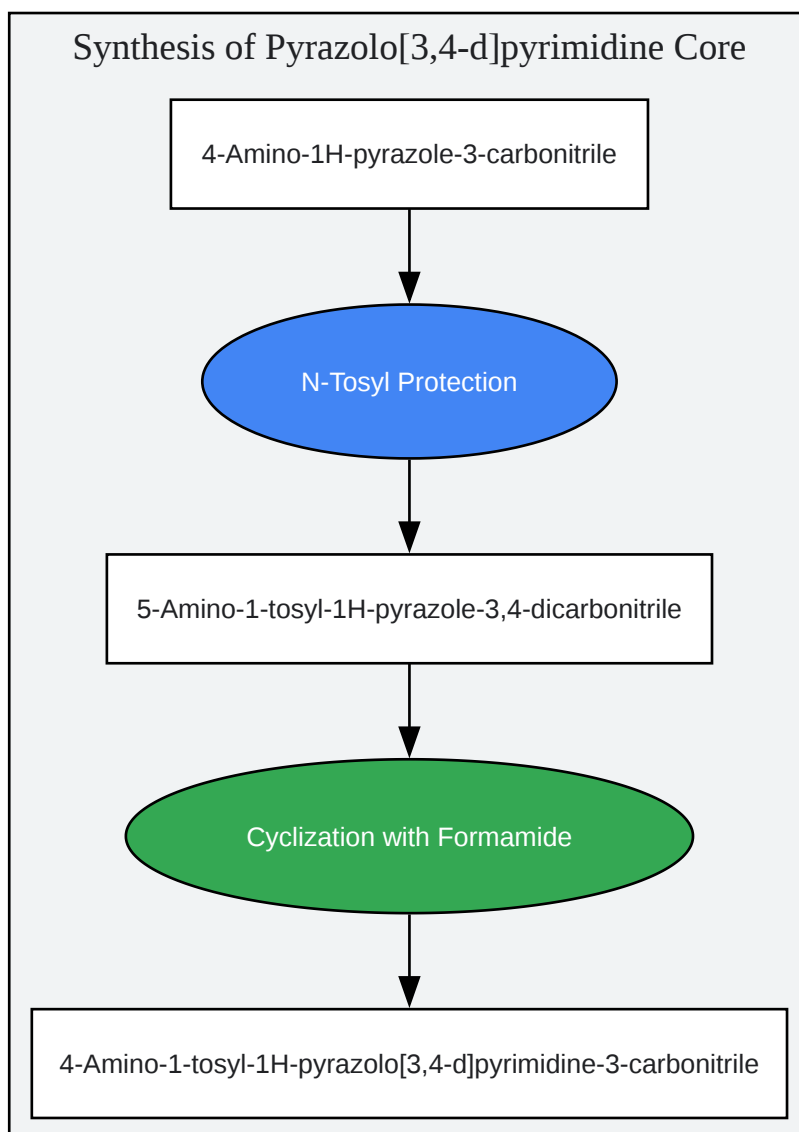 Synthesis of Pyrazolo[3,4-d]pyrimidine Core
4-Amino-1H-pyrazole-3-carbonitrile
N-Tosyl Protection
5-Amino-1-tosyl-1H-pyrazole-3,4-dicarbonitrile
Cyclization with Formamide
4-Amino-1-tosyl-1H-pyrazolo[3,4-d]pyrimidine-3-carbonitrile